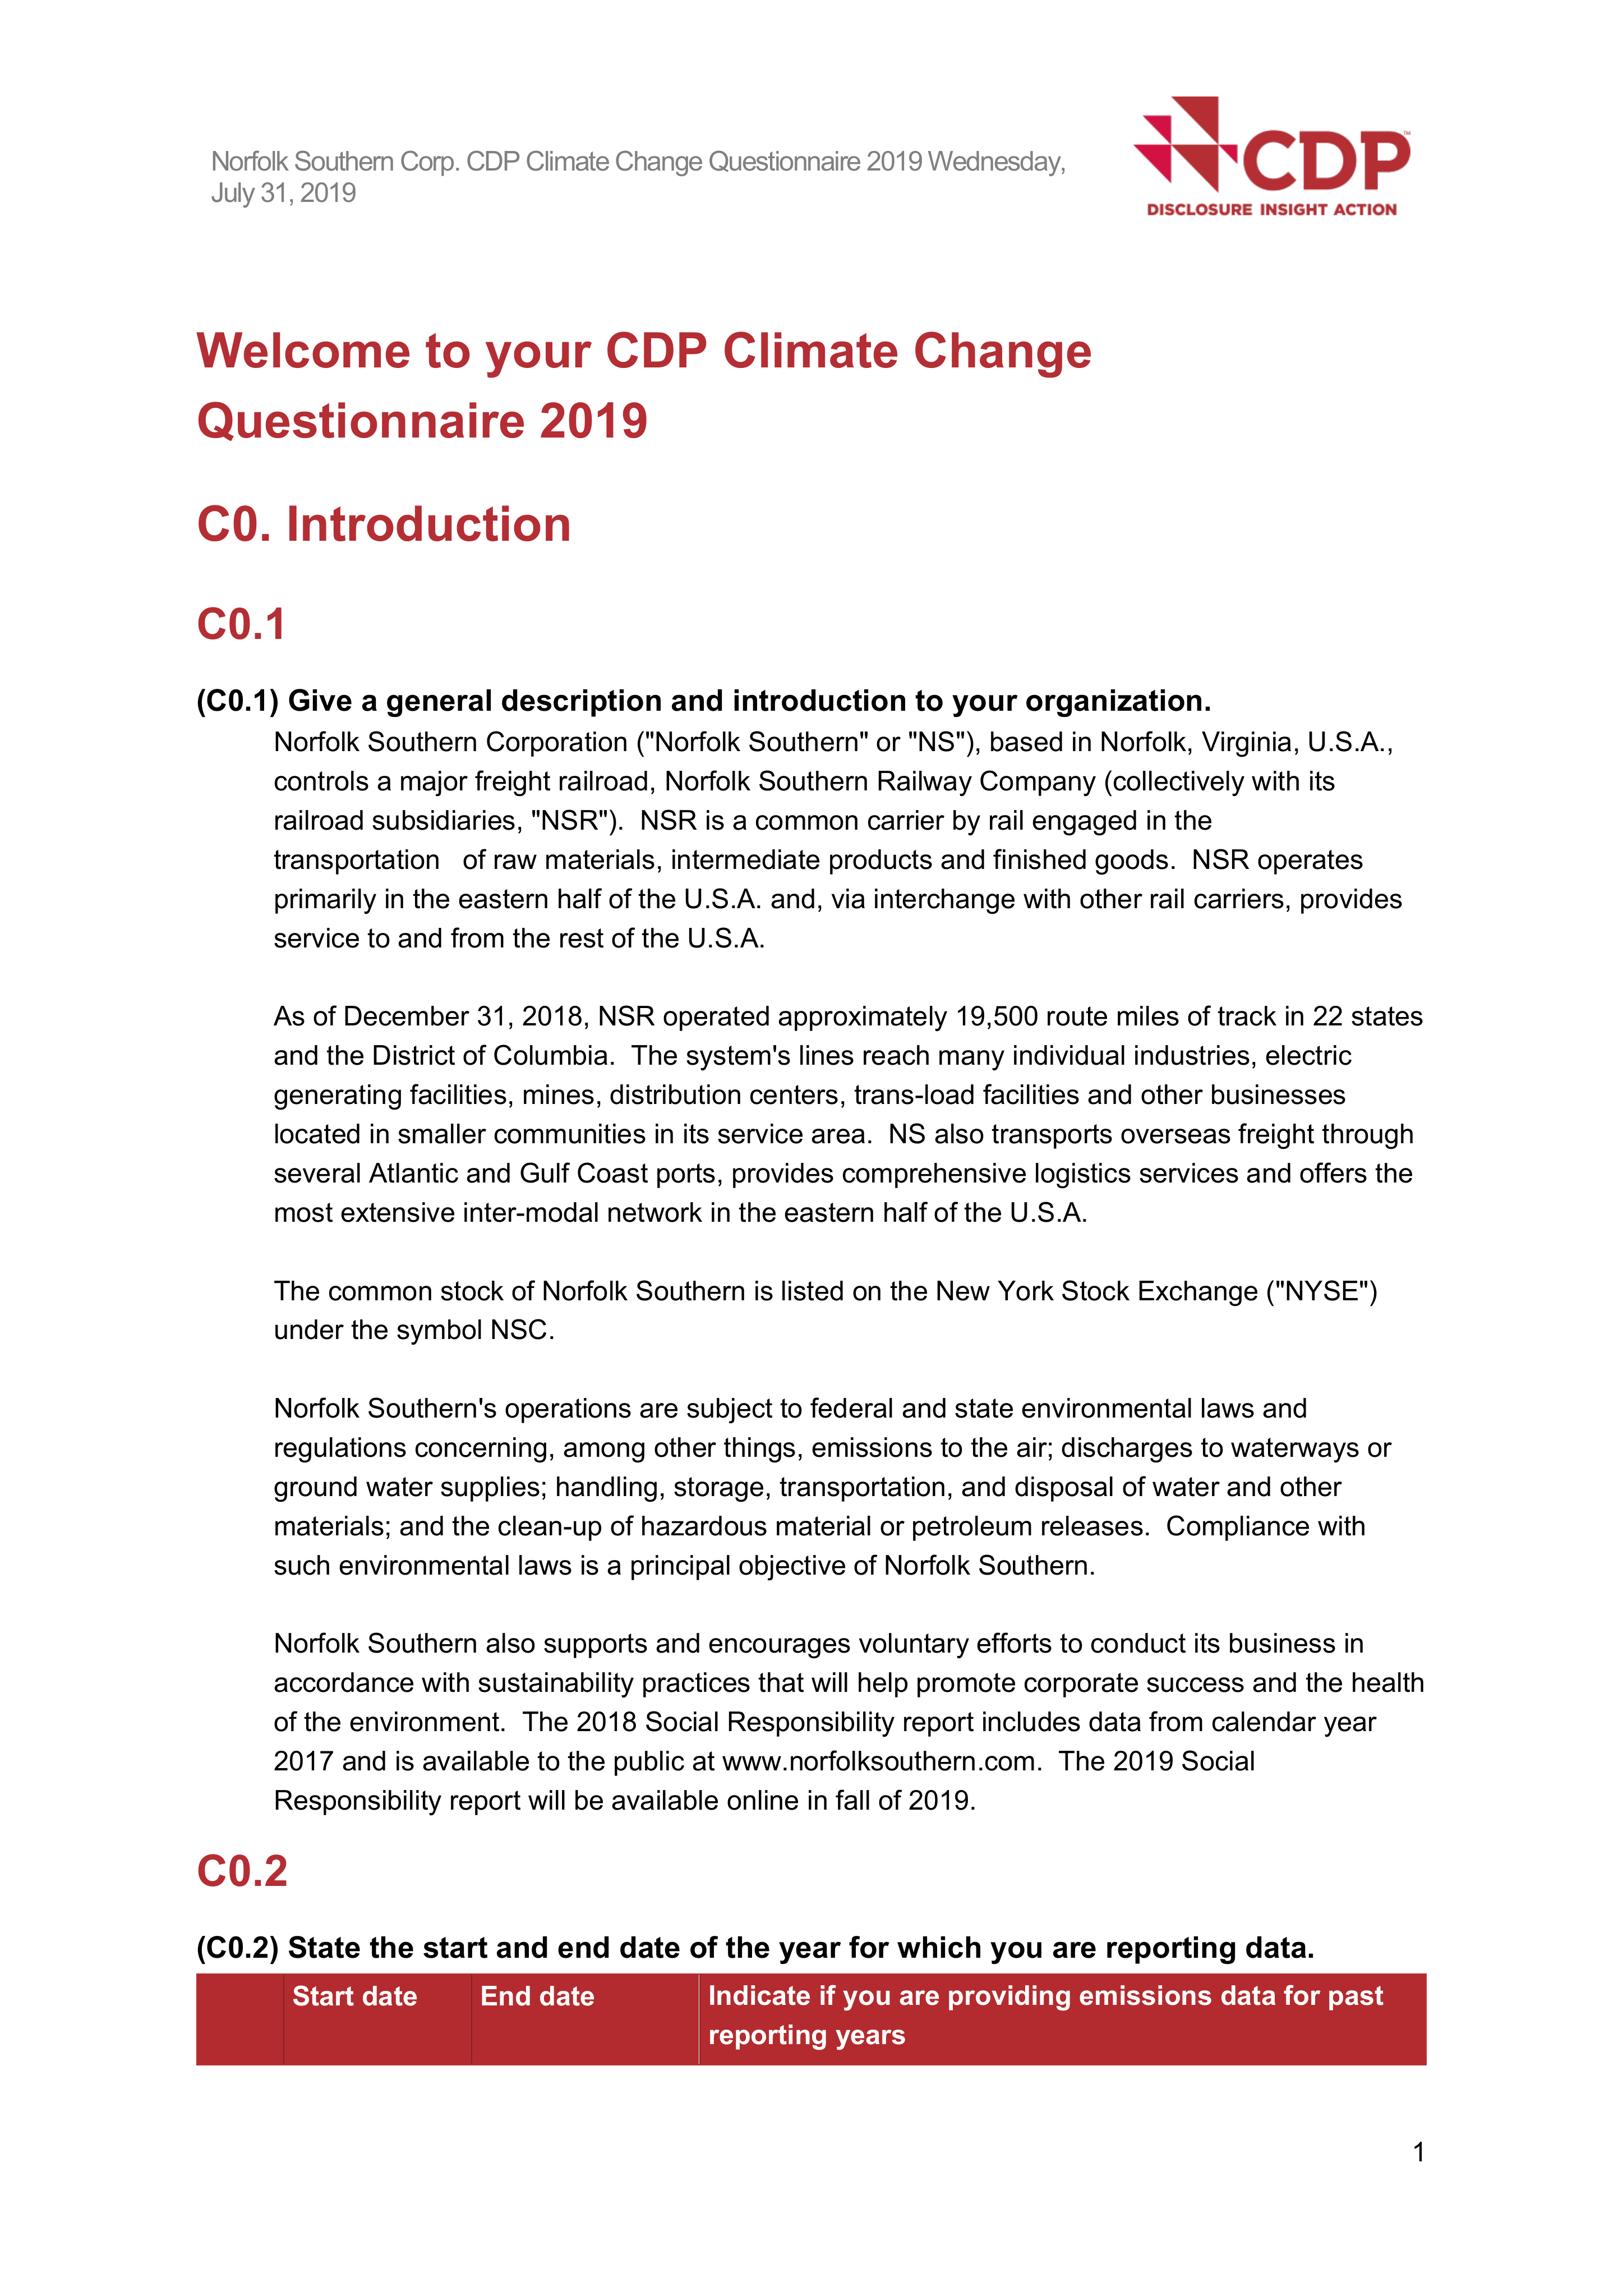 Norfolk Southern Corp. CDP Climate Change Questionnaire 2019 Wednesday,
July 31, 2019
CDP™
DISCLOSURE INSIGHT ACTION
Welcome to your CDP Climate Change
Questionnaire 2019
C0. Introduction
C0.1
(C0.1) Give a general description and introduction to your organization.
Norfolk Southern Corporation ("Norfolk Southern" or "NS"), based in Norfolk, Virginia, U.S.A.,
controls a major freight railroad, Norfolk Southern Railway Company (collectively with its
railroad subsidiaries, "NSR").  NSR is a common carrier by rail engaged in the
transportation   of raw materials, intermediate products and finished goods.  NSR operates
primarily in the eastern half of the U.S.A. and, via interchange with other rail carriers, provides
service to and from the rest of the U.S.A.
As of December 31, 2018, NSR operated approximately 19,500 route miles of track in 22 states
and the District of Columbia.  The system's lines reach many individual industries, electric
generating facilities, mines, distribution centers, trans-load facilities and other businesses
located in smaller communities in its service area.  NS also transports overseas freight through
several Atlantic and Gulf Coast ports, provides comprehensive logistics services and offers the
most extensive inter-modal network in the eastern half of the U.S.A.
The common stock of Norfolk Southern is listed on the New York Stock Exchange ("NYSE")
under the symbol NSC.
Norfolk Southern's operations are subject to federal and state environmental laws and
regulations concerning, among other things, emissions to the air; discharges to waterways or
ground water supplies; handling, storage, transportation, and disposal of water and other
materials; and the clean-up of hazardous material or petroleum releases.  Compliance with
such environmental laws is a principal objective of Norfolk Southern.
Norfolk Southern also supports and encourages voluntary efforts to conduct its business in
accordance with sustainability practices that will help promote corporate success and the health
of the environment.  The 2018 Social Responsibility report includes data from calendar year
2017 and is available to the public at www.norfolksouthern.com.  The 2019 Social
Responsibility report will be available online in fall of 2019.
C0.2
(C0.2) State the start and end date of the year for which you are reporting data.
Start date End date Indicate if you are providing emissions data for past
reporting years
1